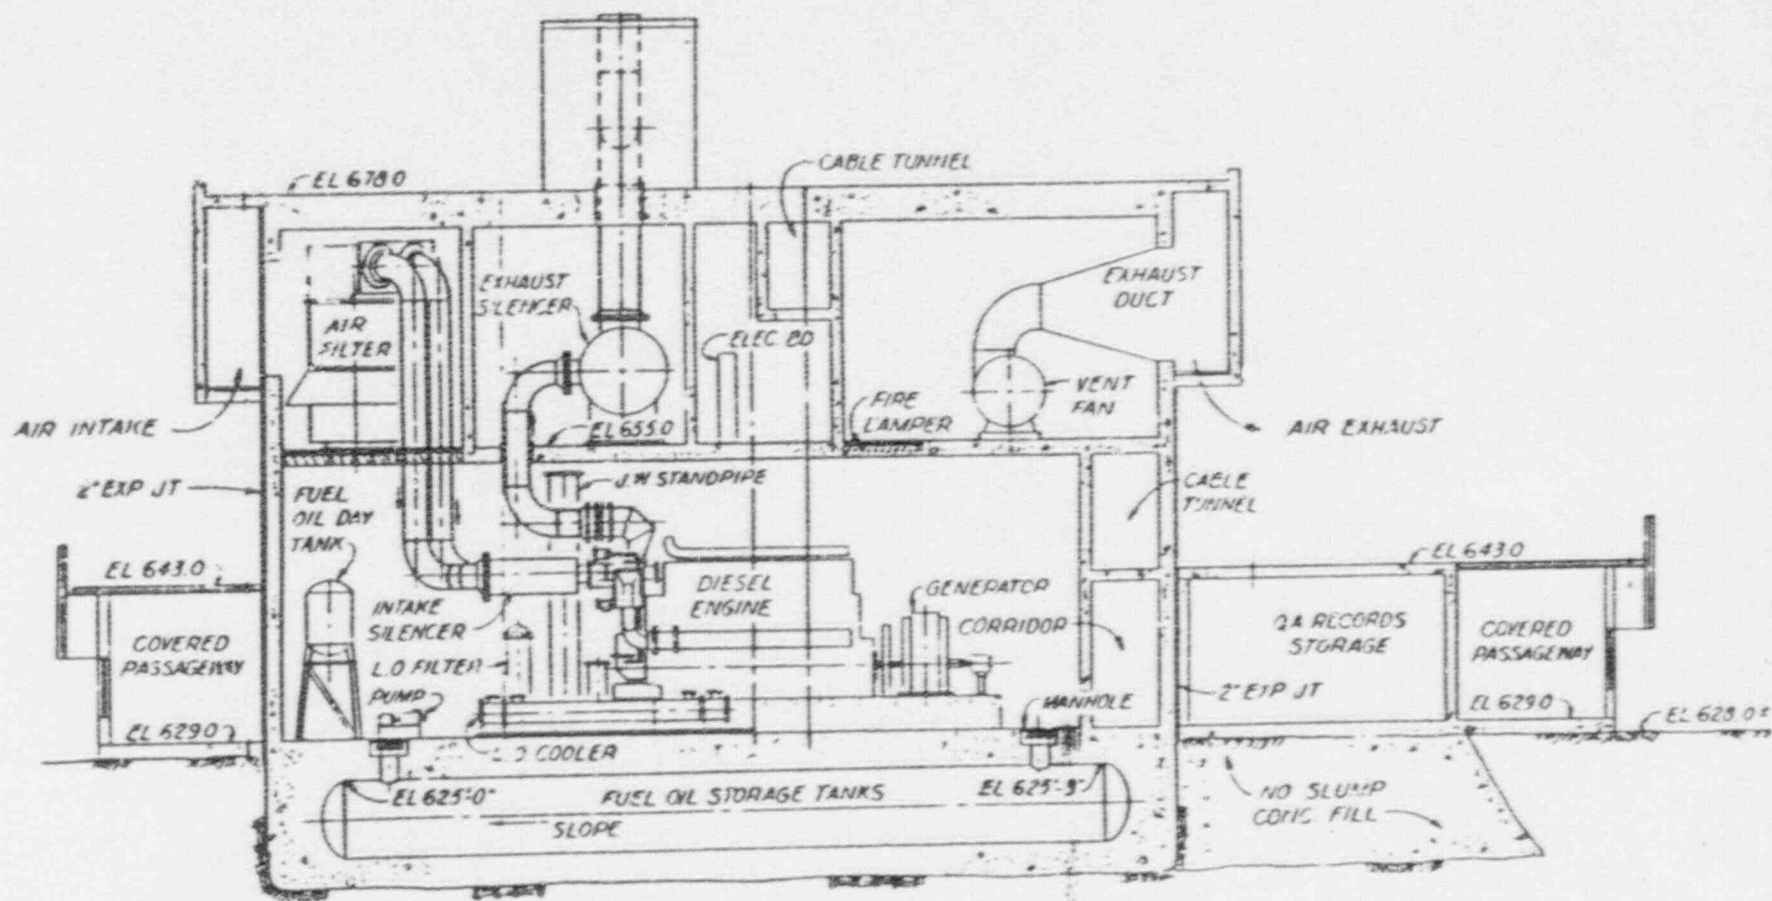 CABLE TUNNEL
EL 678.0
EXHAUST
SILENCER
EXHAUST
DUCT
AIR
FILTER
ELEC. BD
VENT
FAN
FIRE
AIR INTAKE
EL 655.0
AIR EXHAUST
J.W STANDPIPE
2" EXP JT
FUEL
OIL DAY
TANK
CABLE
TUNNEL
EL 643.0
EL 643.0
DIESEL
ENGINE
GENERATOR
INTAKE
SILENCER
CORRIDOR
QA RECORDS
STORAGE
COVERED
PASSAGEWAY
COVERED
PASSAGEWAY
L.O FILTER
PUMP
2" EXP JT
MANHOLE
EL 629.0
EL 629.0
EL 628.0±
COOLER
EL 625'-0"
FUEL OIL STORAGE TANKS
SLOPE
NO SLUMP
CONC FILL